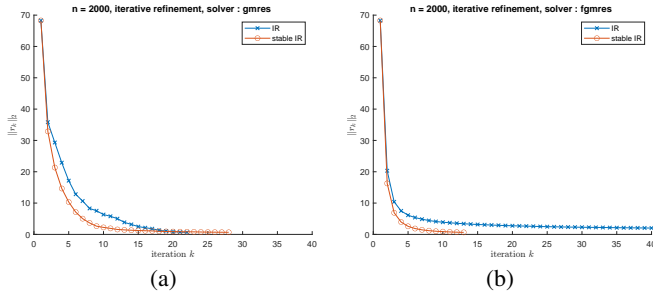 n = 2000, iterative refinement, solver : gmres
IR
stable IR
70
60
50
40
30
20
10
0
||r_k||_2
0 5 10 15 20 25 30 35 40
iteration k
(a)
n = 2000, iterative refinement, solver : fgmres
IR
stable IR
70
60
50
40
30
20
10
0
||r_k||_2
0 5 10 15 20 25 30 35 40
iteration k
(b)